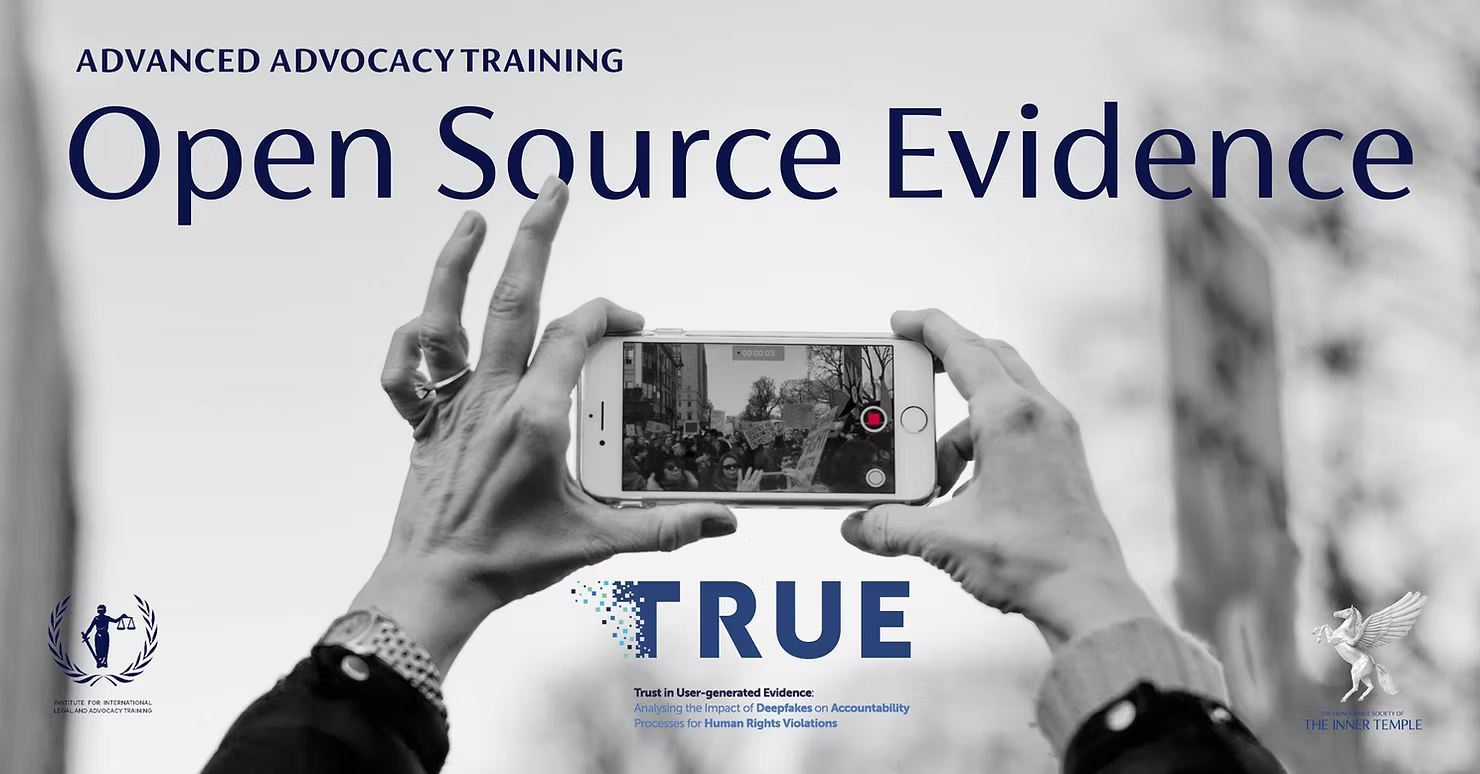 ADVANCED ADVOCACY TRAINING
Open Source Evidence
00:00:03
TRUE
Trust in User-generated Evidence:
Analysing the Impact of Deepfakes on Accountability
Processes for Human Rights Violations
INSTITUTE FOR INTERNATIONAL
LEGAL AND ADVOCACY TRAINING
THE HONOURABLE SOCIETY OF
THE INNER TEMPLE